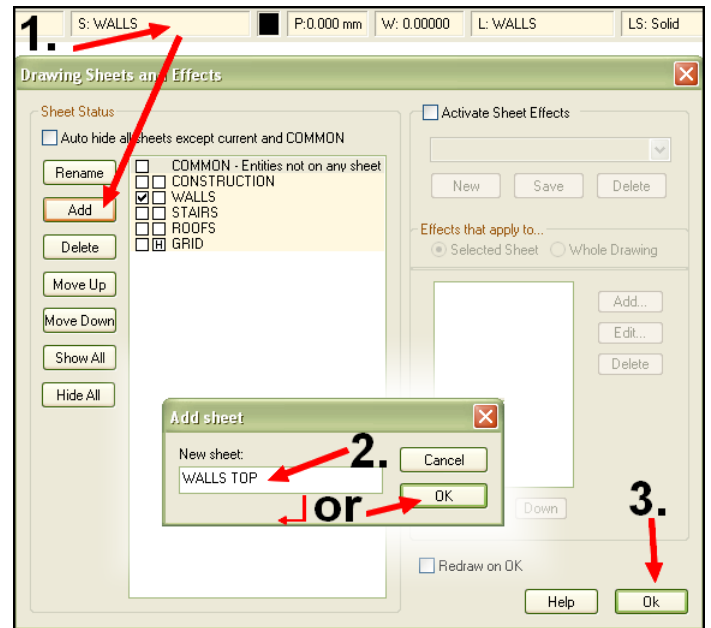 1.
S: WALLS
P:0.000 mm
W: 0.00000
L: WALLS
LS: Solid
Drawing Sheets and Effects
Sheet Status
Auto hide all sheets except current and COMMON
Rename
Add
Delete
Move Up
Move Down
Show All
Hide All
COMMON - Entities not on any sheet
CONSTRUCTION
WALLS
STAIRS
ROOFS
H GRID
Activate Sheet Effects
New
Save
Delete
Effects that apply to...
Selected Sheet
Whole Drawing
Add...
Edit...
Delete
Down
Add sheet
New sheet:
WALLS TOP
2.
Cancel
or
OK
3.
Redraw on OK
Help
Ok